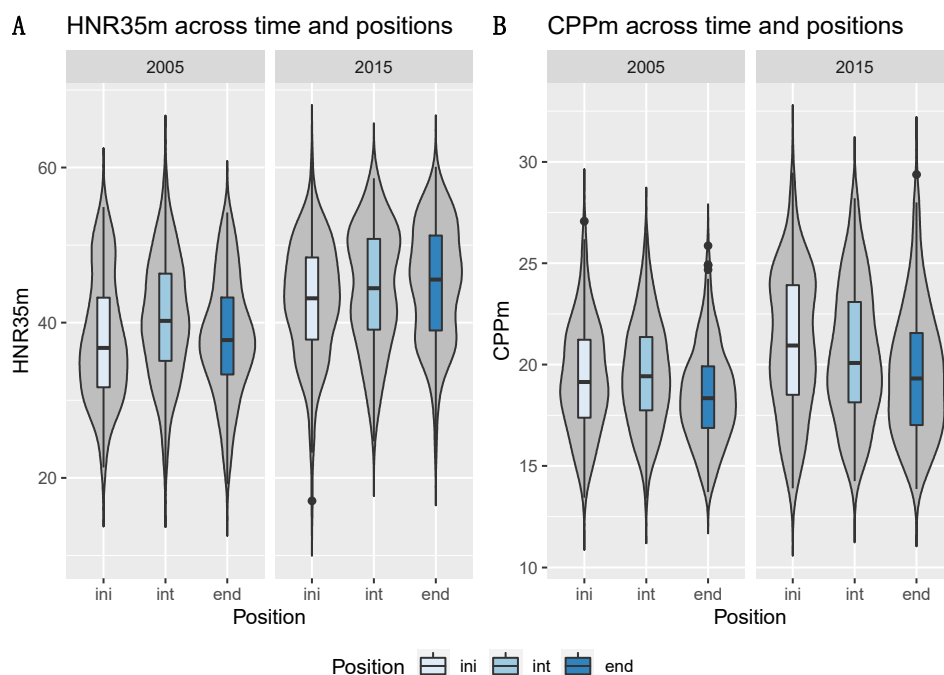 A HNR35m across time and positions
2005 2015
HNR35m
60
40
20
ini int end ini int end
Position
B CPPm across time and positions
2005 2015
CPPm
30
25
20
15
10
ini int end ini int end
Position
Position ini int end